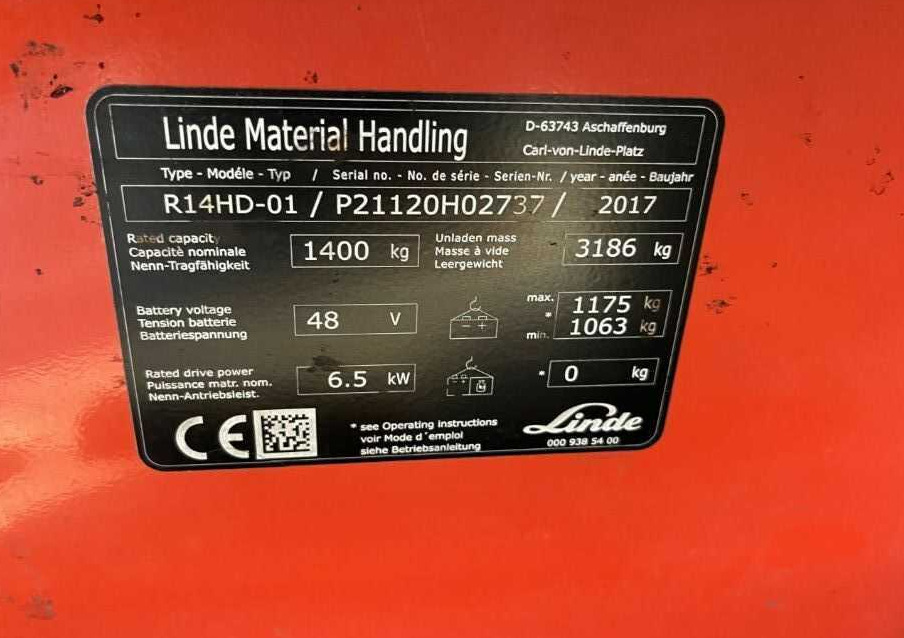 Linde Material Handling
D-63743 Aschaffenburg
Carl-von-Linde-Platz
Type - Modéle - Typ / Serial no. - No. de série - Serien-Nr. / year - anée - Baujahr
R14HD-01 / P21120H02737 / 2017
Rated capacity
Capacité nominale
Nenn-Tragfähigkeit
1400 kg
Unladen mass
Masse à vide
Leergewicht
3186 kg
Battery voltage
Tension batterie
Batteriespannung
48 V
max. 1175 kg
*
min. 1063 kg
Rated drive power
Puissance matr. nom.
Nenn-Antriebsleist.
6.5 kW
* 0 kg
CE
* see Operating instructions
voir Mode d´emploi
siehe Betriebsanleitung
Linde
000 938 54 00